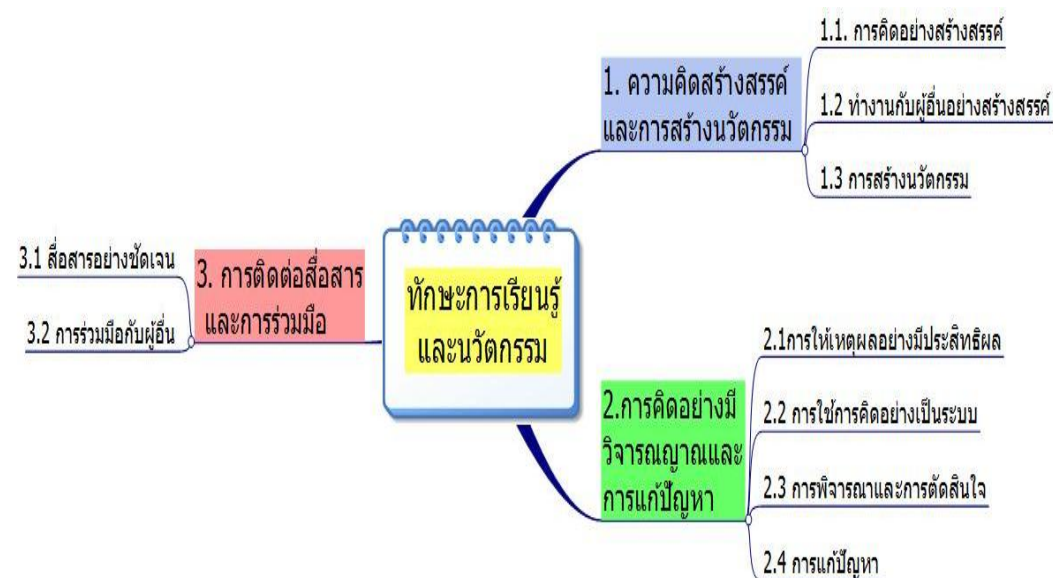 ทักษะการเรียนรู้
และนวัตกรรม
1. ความคิดสร้างสรรค์
และการสร้างนวัตกรรม
1.1. การคิดอย่างสร้างสรรค์
1.2 ทำงานกับผู้อื่นอย่างสร้างสรรค์
1.3 การสร้างนวัตกรรม
2.การคิดอย่างมี
วิจารณญาณและ
การแก้ปัญหา
2.1การให้เหตุผลอย่างมีประสิทธิผล
2.2 การใช้การคิดอย่างเป็นระบบ
2.3 การพิจารณาและการตัดสินใจ
2.4 การแก้ปัญหา
3. การติดต่อสื่อสาร
และการร่วมมือ
3.1 สื่อสารอย่างชัดเจน
3.2 การร่วมมือกับผู้อื่น